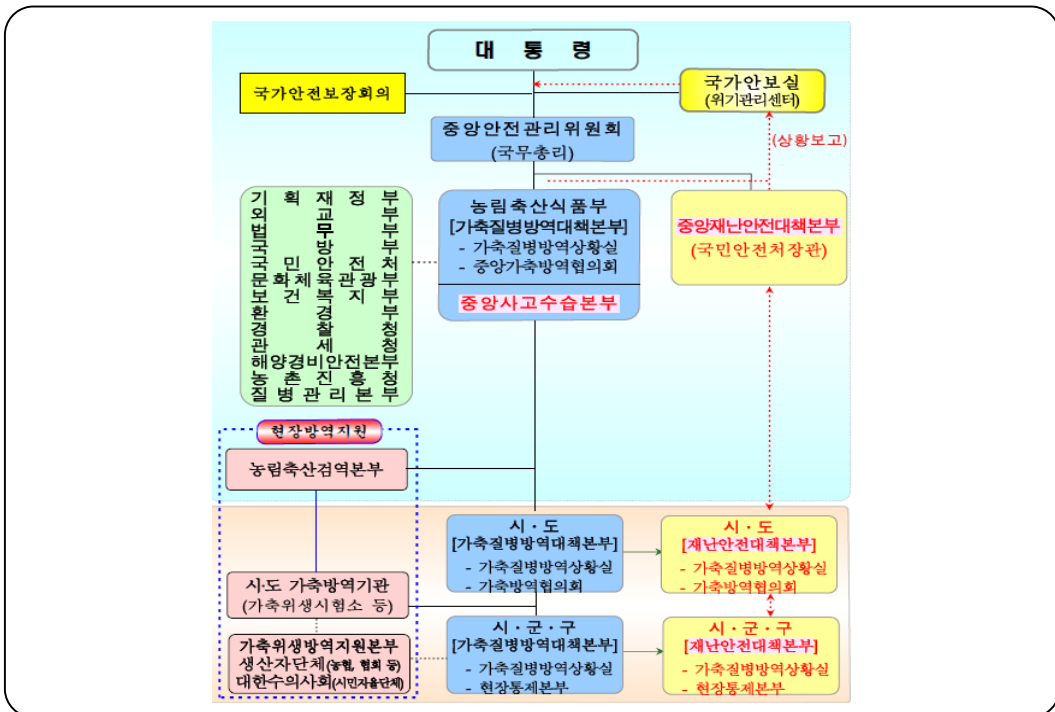 대 통 령
국가안전보장회의
국가안보실
(위기관리센터)
중앙안전관리위원회
(국무총리)
(상황보고)
기 획 재 정 부
외 교 부
법 무 부
국 방 부
국 민 안 전 처
문화체육관광부
보 건 복 지 부
환 경 부
경 찰 청
관 세 청
해양경비안전본부
농 촌 진 흥 청
질 병 관 리 본 부
농림축산식품부
[가축질병방역대책본부]
- 가축질병방역상황실
- 중앙가축방역협의회
중앙사고수습본부
중앙재난안전대책본부
(국민안전처장관)
현장방역지원
농림축산검역본부
시·도 가축방역기관
(가축위생시험소 등)
가축위생방역지원본부
생산자단체(농협, 협회 등)
대한수의사회(시민자율단체)
시 · 도
[가축질병방역대책본부]
- 가축질병방역상황실
- 가축방역협의회
시 · 도
[재난안전대책본부]
- 가축질병방역상황실
- 가축방역협의회
시 · 군 · 구
[가축질병방역대책본부]
- 가축질병방역상황실
- 현장통제본부
시 · 군 · 구
[재난안전대책본부]
- 가축질병방역상황실
- 현장통제본부